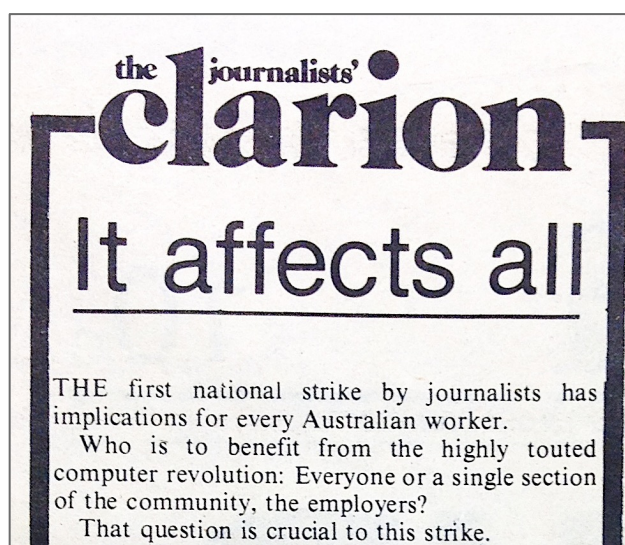 the journalists'
clarion
It affects all
THE first national strike by journalists has
implications for every Australian worker.
Who is to benefit from the highly touted
computer revolution: Everyone or a single section
of the community, the employers?
That question is crucial to this strike.